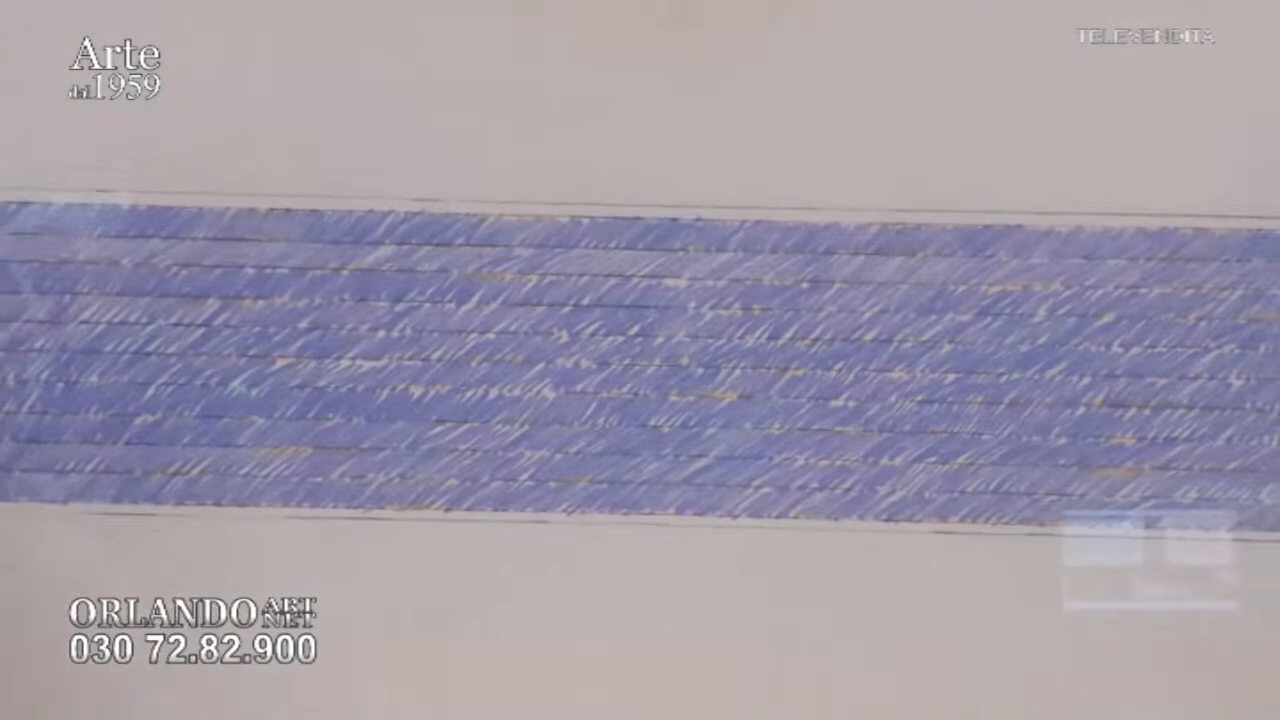 Arte
dal 1959
TELEVENDITA
ORLANDO ART NET
030 72.82.900